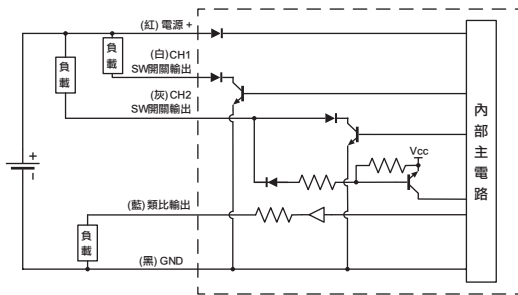 (紅) 電源 +
負載
(白)CH1
SW開關輸出
負載
(灰)CH2
SW開關輸出
內部主電路
Vcc
+
(藍) 類比輸出
負載
(黑) GND